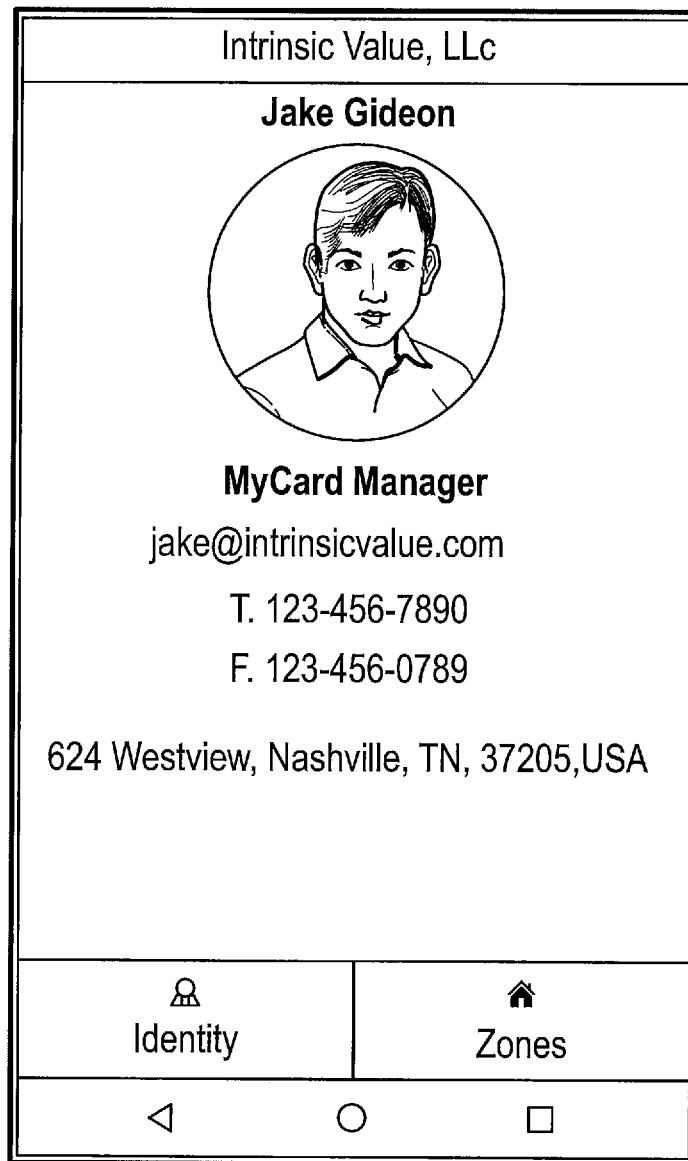 Intrinsic Value, LLc
Jake Gideon
MyCard Manager
jake@intrinsicvalue.com
T. 123-456-7890
F. 123-456-0789
624 Westview, Nashville, TN, 37205,USA
Identity
Zones